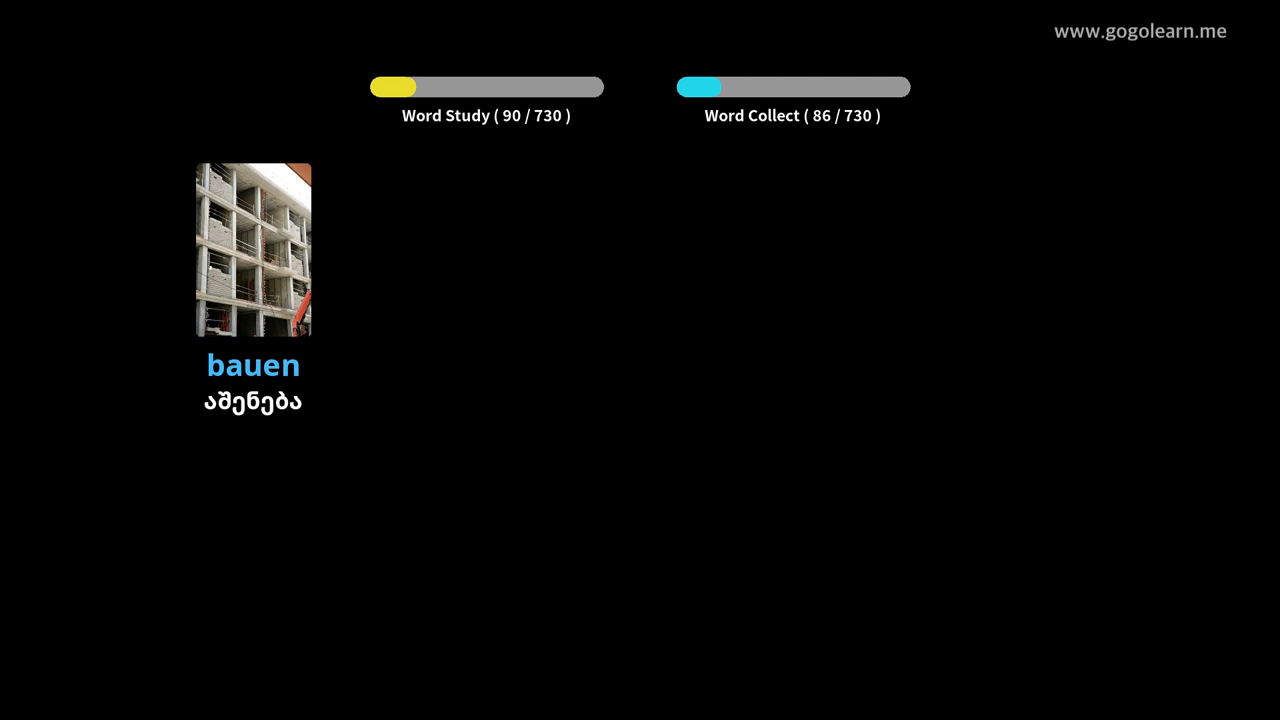 www.gogolearn.me
Word Study ( 90 / 730 )
Word Collect ( 86 / 730 )
bauen
აშენება